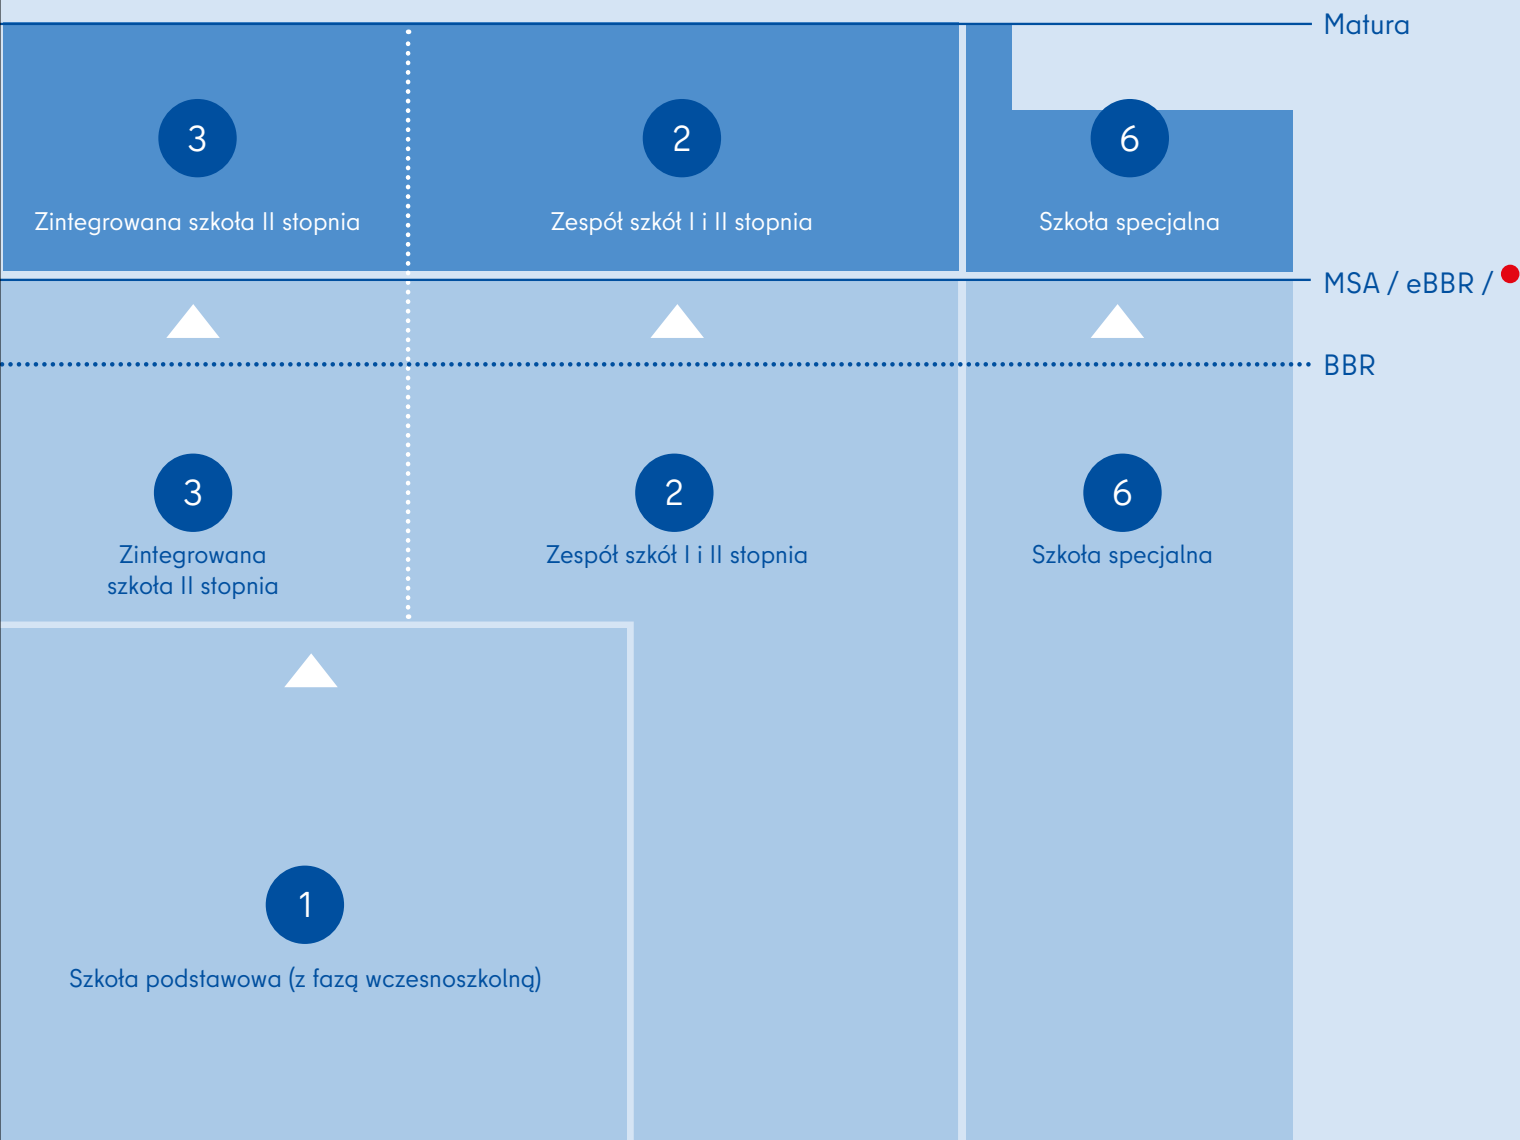 Matura
3
2
6
Zintegrowana szkoła II stopnia
Zespół szkół I i II stopnia
Szkoła specjalna
MSA / eBBR /
BBR
3
2
6
Zintegrowana
szkoła II stopnia
Zespół szkół I i II stopnia
Szkoła specjalna
1
Szkoła podstawowa (z fazą wczesnoszkolną)